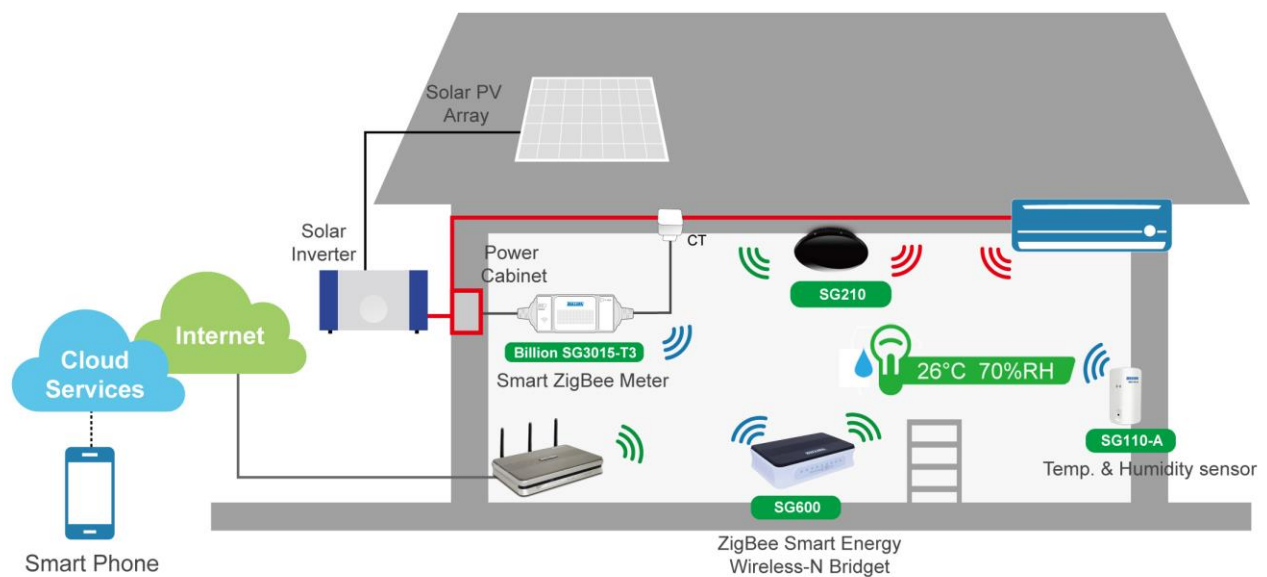 Solar PV
Array
Solar
Inverter
Power
Cabinet
CT
SG210
Internet
Cloud
Services
Billion SG3015-T3
Smart ZigBee Meter
26°C 70%RH
SG110-A
Temp. & Humidity sensor
SG600
ZigBee Smart Energy
Wireless-N Bridget
Smart Phone